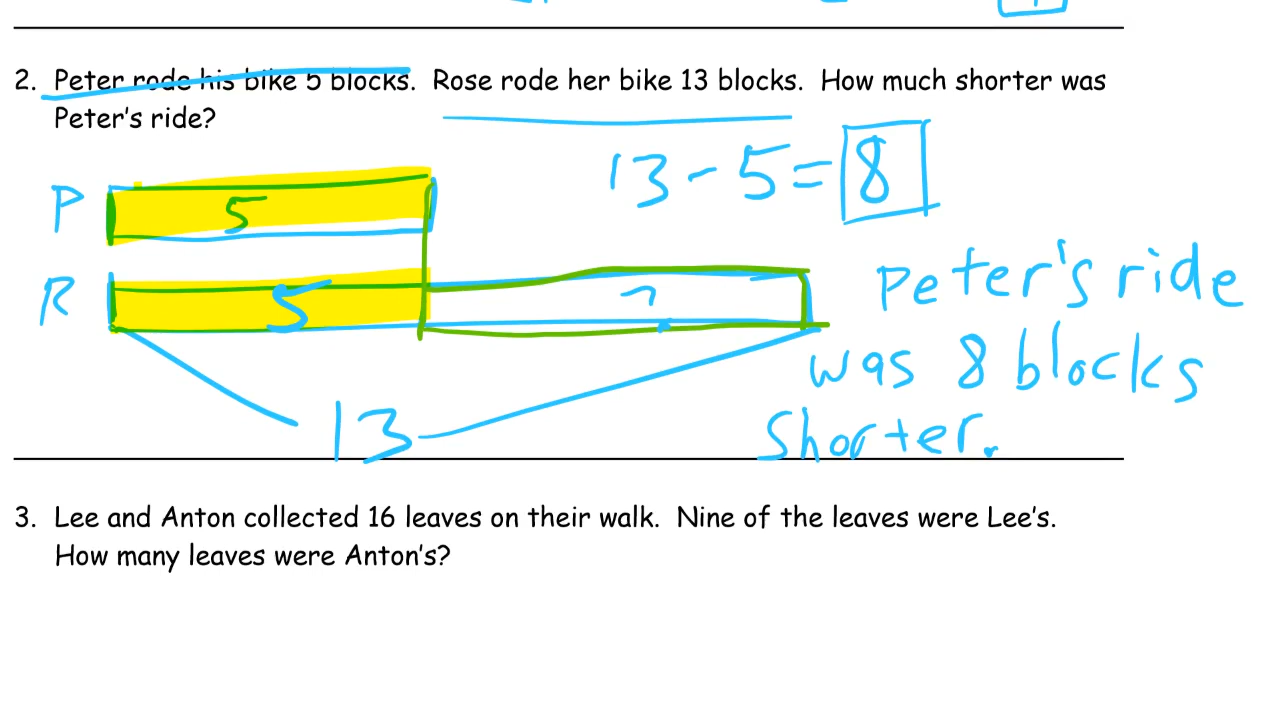 2. Peter rode his bike 5 blocks. Rose rode her bike 13 blocks. How much shorter was
Peter's ride?
13 - 5 = 8
P 5
R 5 ?
13
Peter's ride
was 8 blocks
shorter.
3. Lee and Anton collected 16 leaves on their walk. Nine of the leaves were Lee's.
How many leaves were Anton's?